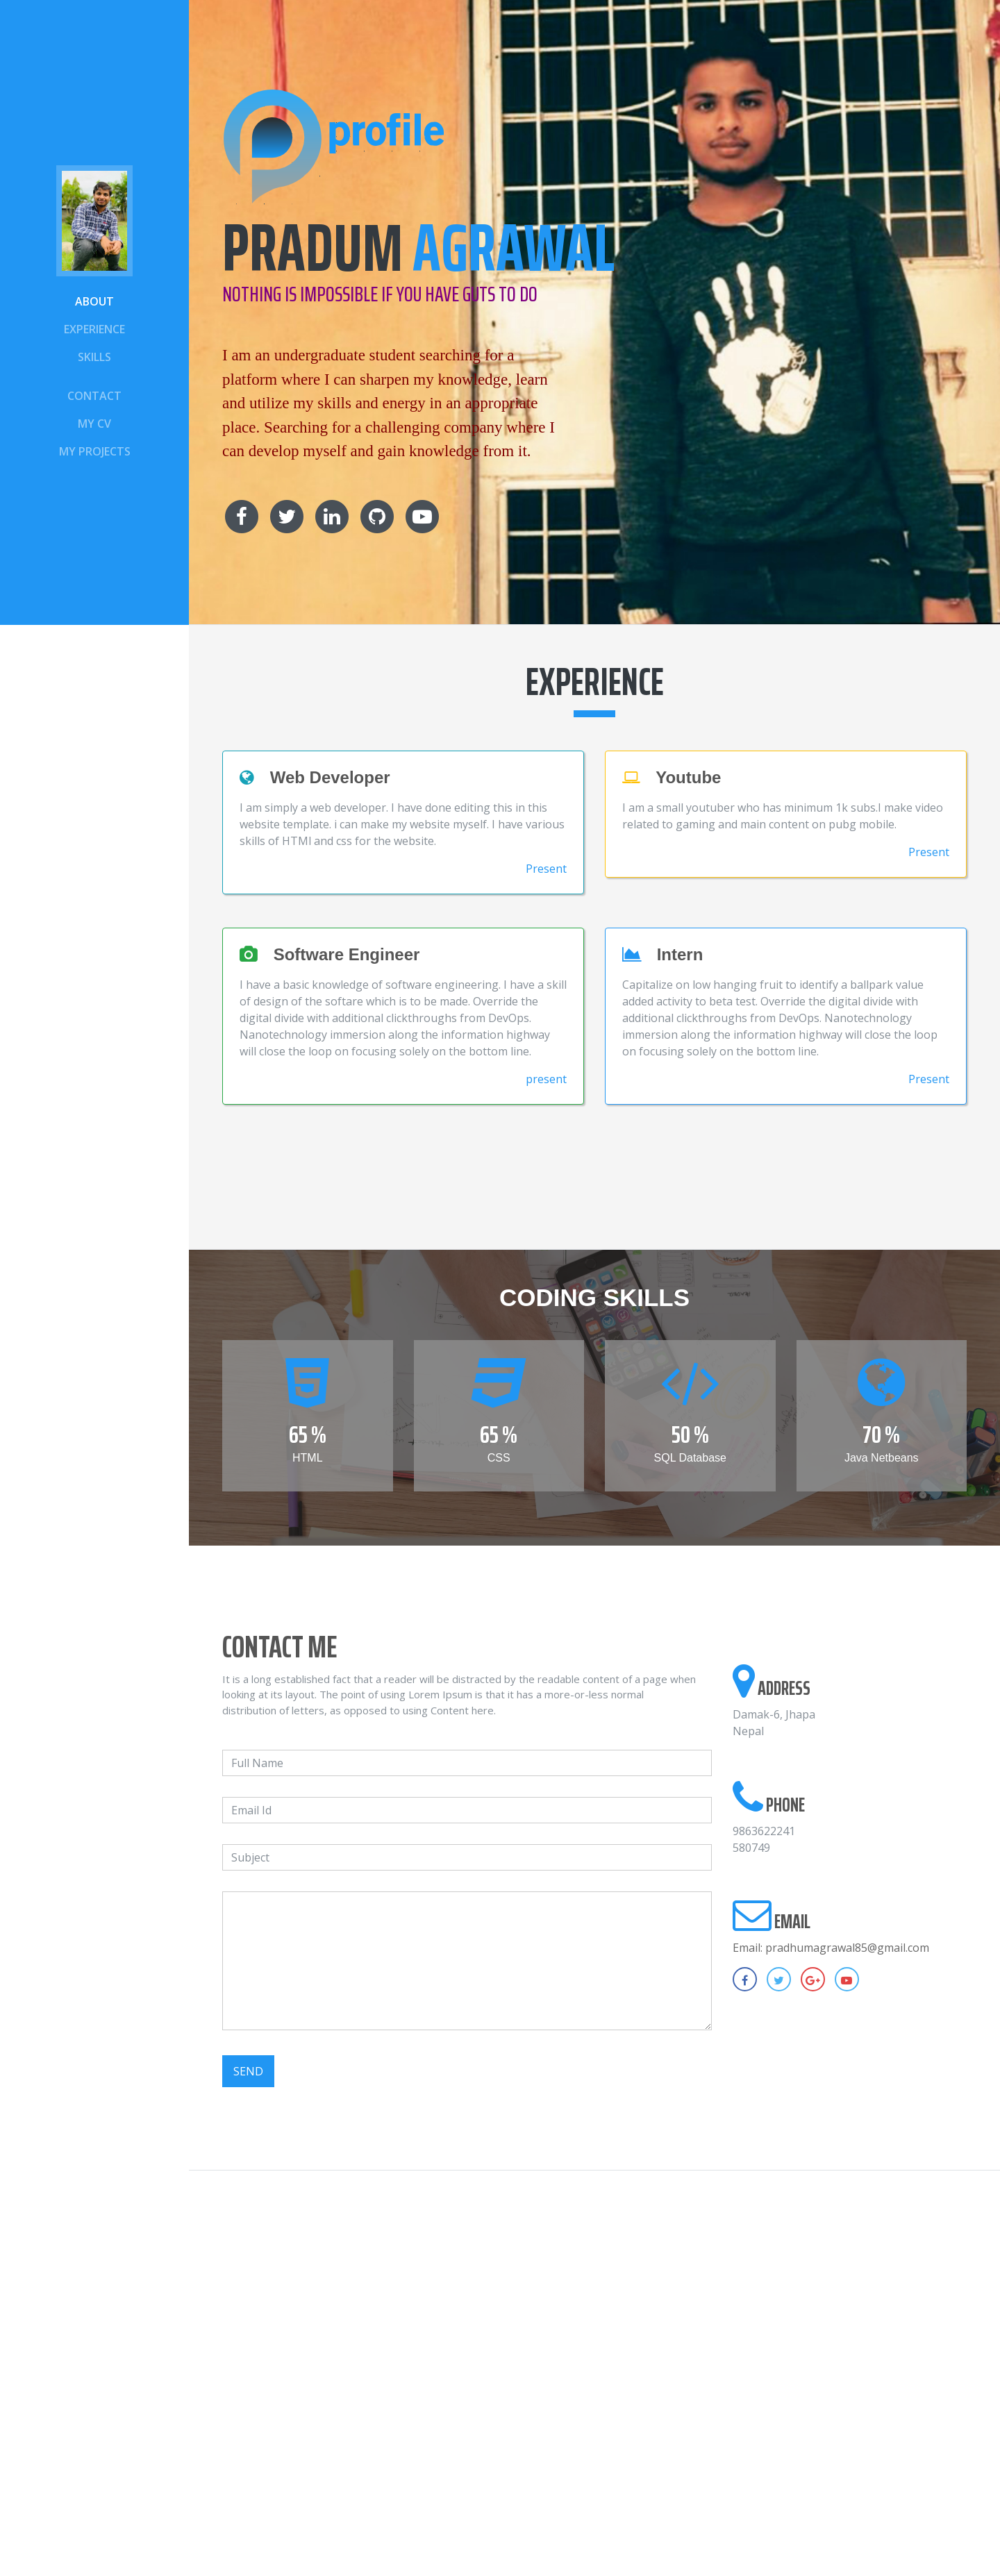 ABOUT
EXPERIENCE
SKILLS
CONTACT
MY CV
MY PROJECTS
profile
PRADUM AGRAWAL
NOTHING IS IMPOSSIBLE IF YOU HAVE GUTS TO DO
I am an undergraduate student searching for a
platform where I can sharpen my knowledge, learn
and utilize my skills and energy in an appropriate
place. Searching for a challenging company where I
can develop myself and gain knowledge from it.
EXPERIENCE
Web Developer
I am simply a web developer. I have done editing this in this
website template. i can make my website myself. I have various
skills of HTMl and css for the website.
Present
Youtube
I am a small youtuber who has minimum 1k subs.I make video
related to gaming and main content on pubg mobile.
Present
Software Engineer
I have a basic knowledge of software engineering. I have a skill
of design of the softare which is to be made. Override the
digital divide with additional clickthroughs from DevOps.
Nanotechnology immersion along the information highway
will close the loop on focusing solely on the bottom line.
present
Intern
Capitalize on low hanging fruit to identify a ballpark value
added activity to beta test. Override the digital divide with
additional clickthroughs from DevOps. Nanotechnology
immersion along the information highway will close the loop
on focusing solely on the bottom line.
Present
CODING SKILLS
65 %
HTML
65 %
CSS
50 %
SQL Database
70 %
Java Netbeans
CONTACT ME
It is a long established fact that a reader will be distracted by the readable content of a page when
looking at its layout. The point of using Lorem Ipsum is that it has a more-or-less normal
distribution of letters, as opposed to using Content here.
Full Name
Email Id
Subject
SEND
ADDRESS
Damak-6, Jhapa
Nepal
PHONE
9863622241
580749
EMAIL
Email: pradhumagrawal85@gmail.com